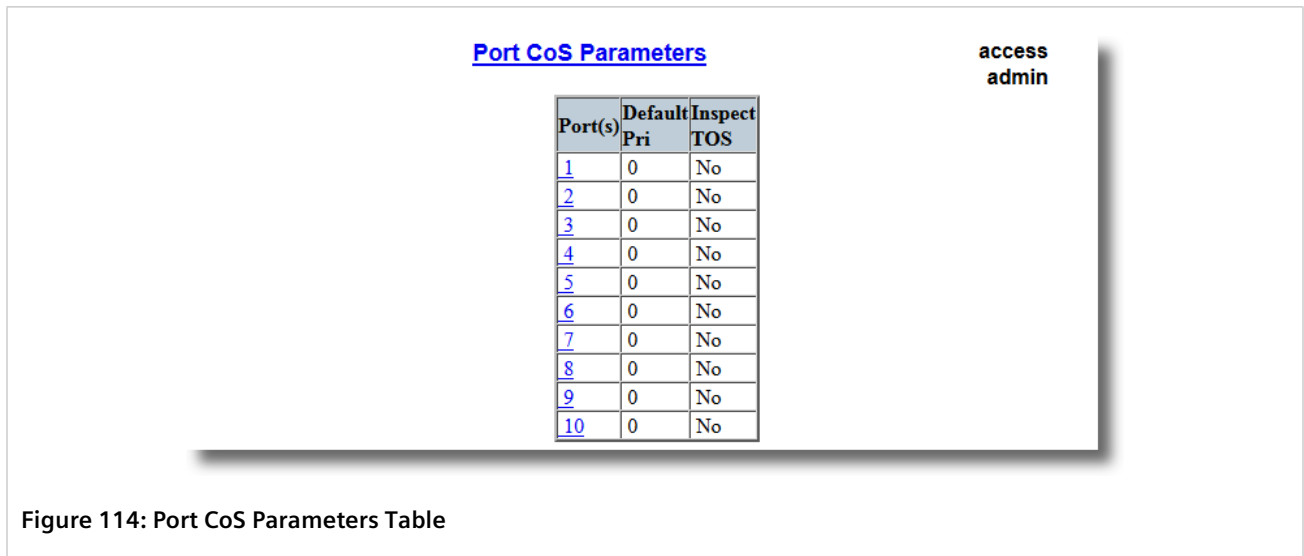 Port CoS Parameters
access
admin
Port(s) Default Pri Inspect TOS
1 0 No
2 0 No
3 0 No
4 0 No
5 0 No
6 0 No
7 0 No
8 0 No
9 0 No
10 0 No
Figure 114: Port CoS Parameters Table